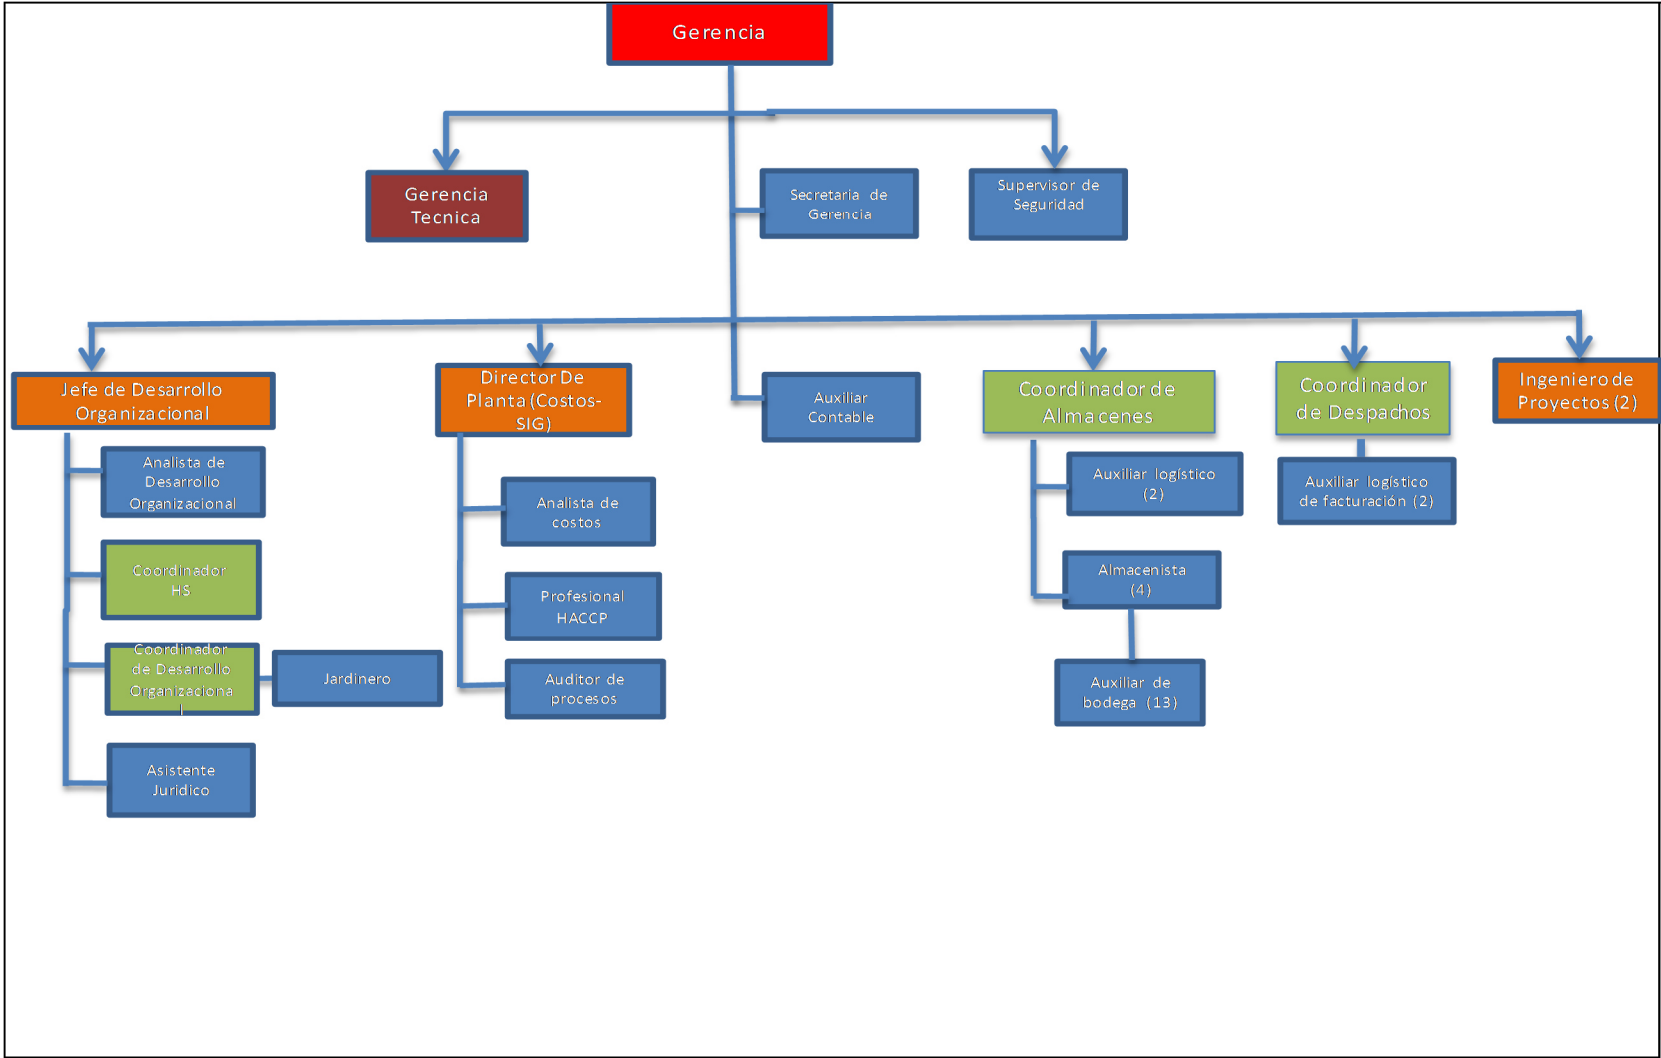 Gerencia
Gerencia
Tecnica
Secretaria de
Gerencia
Supervisor de
Seguridad
Jefe de Desarrollo
Organizacional
Director De
Planta (Costos-
SIG)
Auxiliar
Contable
Coordinador de
Almacenes
Coordinador
de Despachos
Ingeniero de
Proyectos (2)
Analista de
Desarrollo
Organizacional
Coordinador
HS
Coordinador
de Desarrollo
Organizaciona
l
Jardinero
Asistente
Juridico
Analista de
costos
Profesional
HACCP
Auditor de
procesos
Auxiliar logístico
(2)
Almacenista
(4)
Auxiliar de
bodega (13)
Auxiliar logístico
de facturación (2)